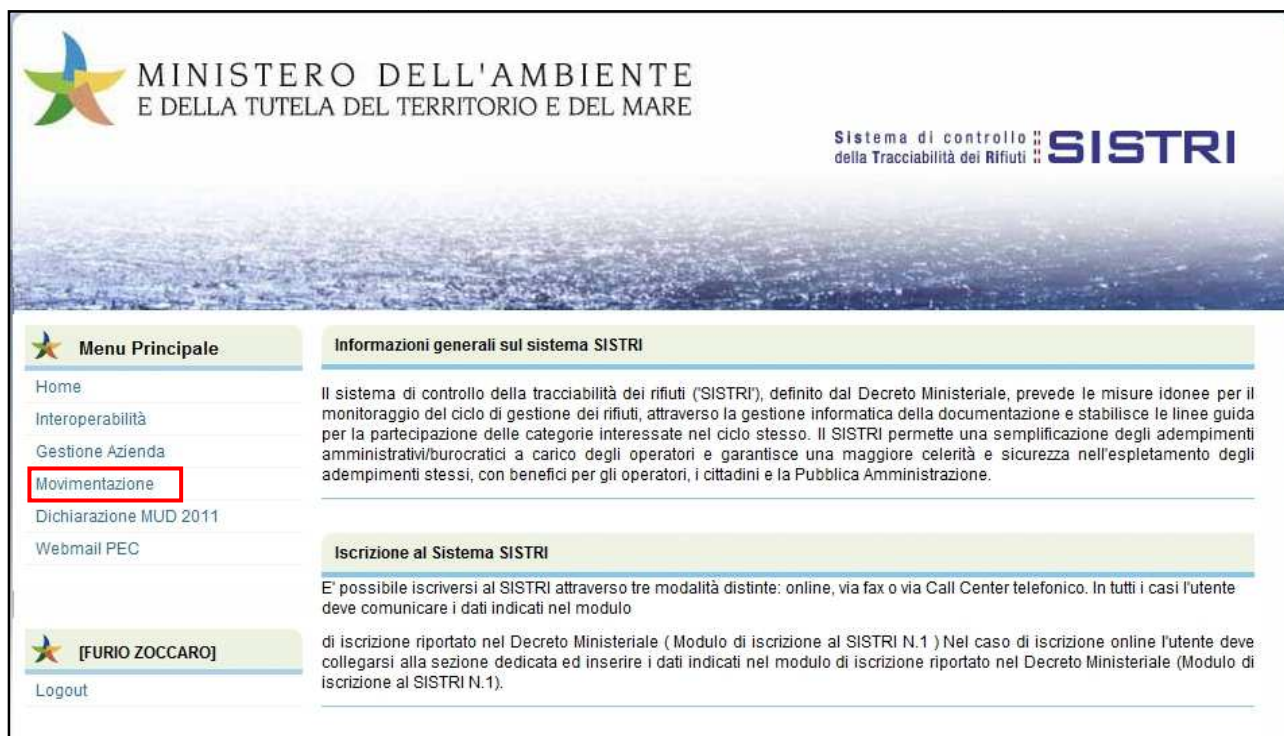 MINISTERO DELL'AMBIENTE
E DELLA TUTELA DEL TERRITORIO E DEL MARE
Sistema di controllo
della Tracciabilità dei Rifiuti
SISTRI
Menu Principale
Home
Interoperabilità
Gestione Azienda
Movimentazione
Dichiarazione MUD 2011
Webmail PEC
[FURIO ZOCCARO]
Logout
Informazioni generali sul sistema SISTRI
Il sistema di controllo della tracciabilità dei rifiuti ('SISTRI'), definito dal Decreto Ministeriale, prevede le misure idonee per il
monitoraggio del ciclo di gestione dei rifiuti, attraverso la gestione informatica della documentazione e stabilisce le linee guida
per la partecipazione delle categorie interessate nel ciclo stesso. Il SISTRI permette una semplificazione degli adempimenti
amministrativi/burocratici a carico degli operatori e garantisce una maggiore celerità e sicurezza nell'espletamento degli
adempimenti stessi, con benefici per gli operatori, i cittadini e la Pubblica Amministrazione.
Iscrizione al Sistema SISTRI
E' possibile iscriversi al SISTRI attraverso tre modalità distinte: online, via fax o via Call Center telefonico. In tutti i casi l'utente
deve comunicare i dati indicati nel modulo
di iscrizione riportato nel Decreto Ministeriale ( Modulo di iscrizione al SISTRI N.1 ) Nel caso di iscrizione online l'utente deve
collegarsi alla sezione dedicata ed inserire i dati indicati nel modulo di iscrizione riportato nel Decreto Ministeriale (Modulo di
iscrizione al SISTRI N.1).